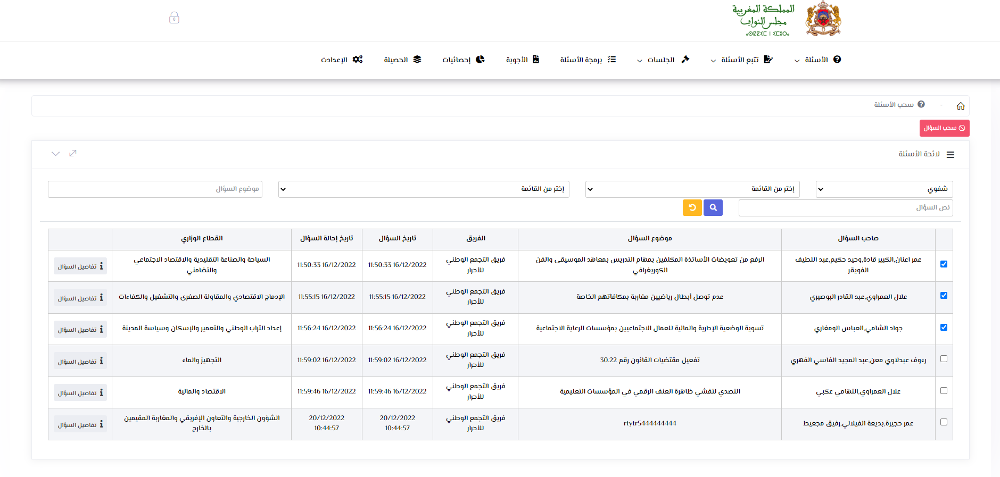 المملكة المغربية
مجلس النواب
0
الأسئلة
تتبع الأسئلة
الجلسات
برمجة الأسئلة
الأجوبة
إحصائيات
الحصيلة
الإعدادت
- سحب الأسئلة
سحب السؤال
لائحة الأسئلة
شفوي
إختر من القائمة
إختر من القائمة
موضوع السؤال
نص السؤال
صاحب السؤال
موضوع السؤال
الفريق
تاريخ السؤال
تاريخ إحالة السؤال
القطاع الوزاري
عمر اعنان,الكبير قادة,وحيد حكيم,عبد اللطيف
الفويقر
الرفع من تعويضات الأساتذة المكلفين بمهام التدريس بمعاهد الموسيقى والفن
الكوريغرافي
فريق التجمع الوطني
للأحرار
16/12/2022 11:50:33
16/12/2022 11:50:33
السياحة والصناعة التقليدية والاقتصاد الاجتماعي
والتضامني
تفاصيل السؤال
علال العمراوي,عبد القادر البوصيري
عدم توصل أبطال رياضيين مغاربة بمكافآتهم الخاصة
فريق التجمع الوطني
للأحرار
16/12/2022 11:55:15
16/12/2022 11:55:15
الإدماج الاقتصادي والمقاولة الصغرى والتشغيل والكفاءات
تفاصيل السؤال
جواد الشامي,العباس الومغاري
تسوية الوضعية الإدارية والمالية للعمال الاجتماعيين بمؤسسات الرعاية الاجتماعية
فريق التجمع الوطني
للأحرار
16/12/2022 11:56:24
16/12/2022 11:56:24
إعداد التراب الوطني والتعمير والإسكان وسياسة المدينة
تفاصيل السؤال
رءوف عبدلاوي معن,عبد المجيد الفاسي الفهري
تفعيل مقتضيات القانون رقم 30.22
فريق التجمع الوطني
للأحرار
16/12/2022 11:59:02
16/12/2022 11:59:02
التجهيز والماء
تفاصيل السؤال
علال العمراوي,التهامي عكبي
التصدي لتفشي ظاهرة العنف الرقمي في المؤسسات التعليمية
فريق التجمع الوطني
للأحرار
16/12/2022 11:59:46
16/12/2022 11:59:46
الاقتصاد والمالية
تفاصيل السؤال
عمر حجيرة,بديعة الفيلالي,رفيق مجعيط
rtytr5444444444
فريق التجمع الوطني
للأحرار
20/12/2022
10:44:57
20/12/2022
10:44:57
الشؤون الخارجية والتعاون الإفريقي والمغاربة المقيمين
بالخارج
تفاصيل السؤال